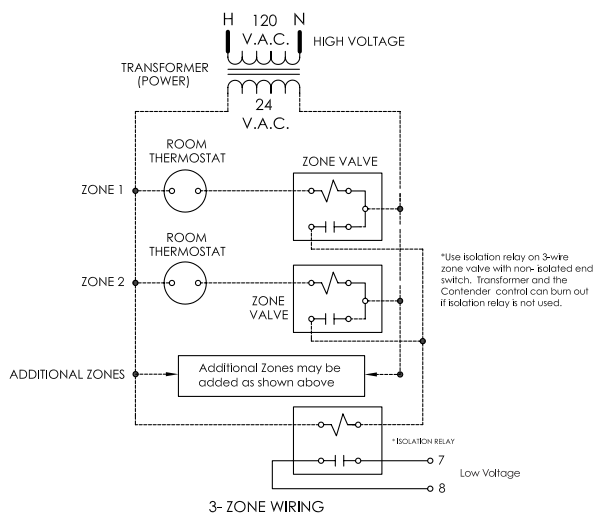 H 120 N
V.A.C. HIGH VOLTAGE
TRANSFORMER
(POWER)
24
V.A.C.
ROOM
THERMOSTAT
ZONE VALVE
ZONE 1
ROOM
THERMOSTAT
*Use isolation relay on 3-wire
zone valve with non- isolated end
switch. Transformer and the
Contender control can burn out
if isolation relay is not used.
ZONE 2
ZONE
VALVE
ADDITIONAL ZONES
Additional Zones may be
added as shown above
* ISOLATION RELAY
7
Low Voltage
8
3- ZONE WIRING